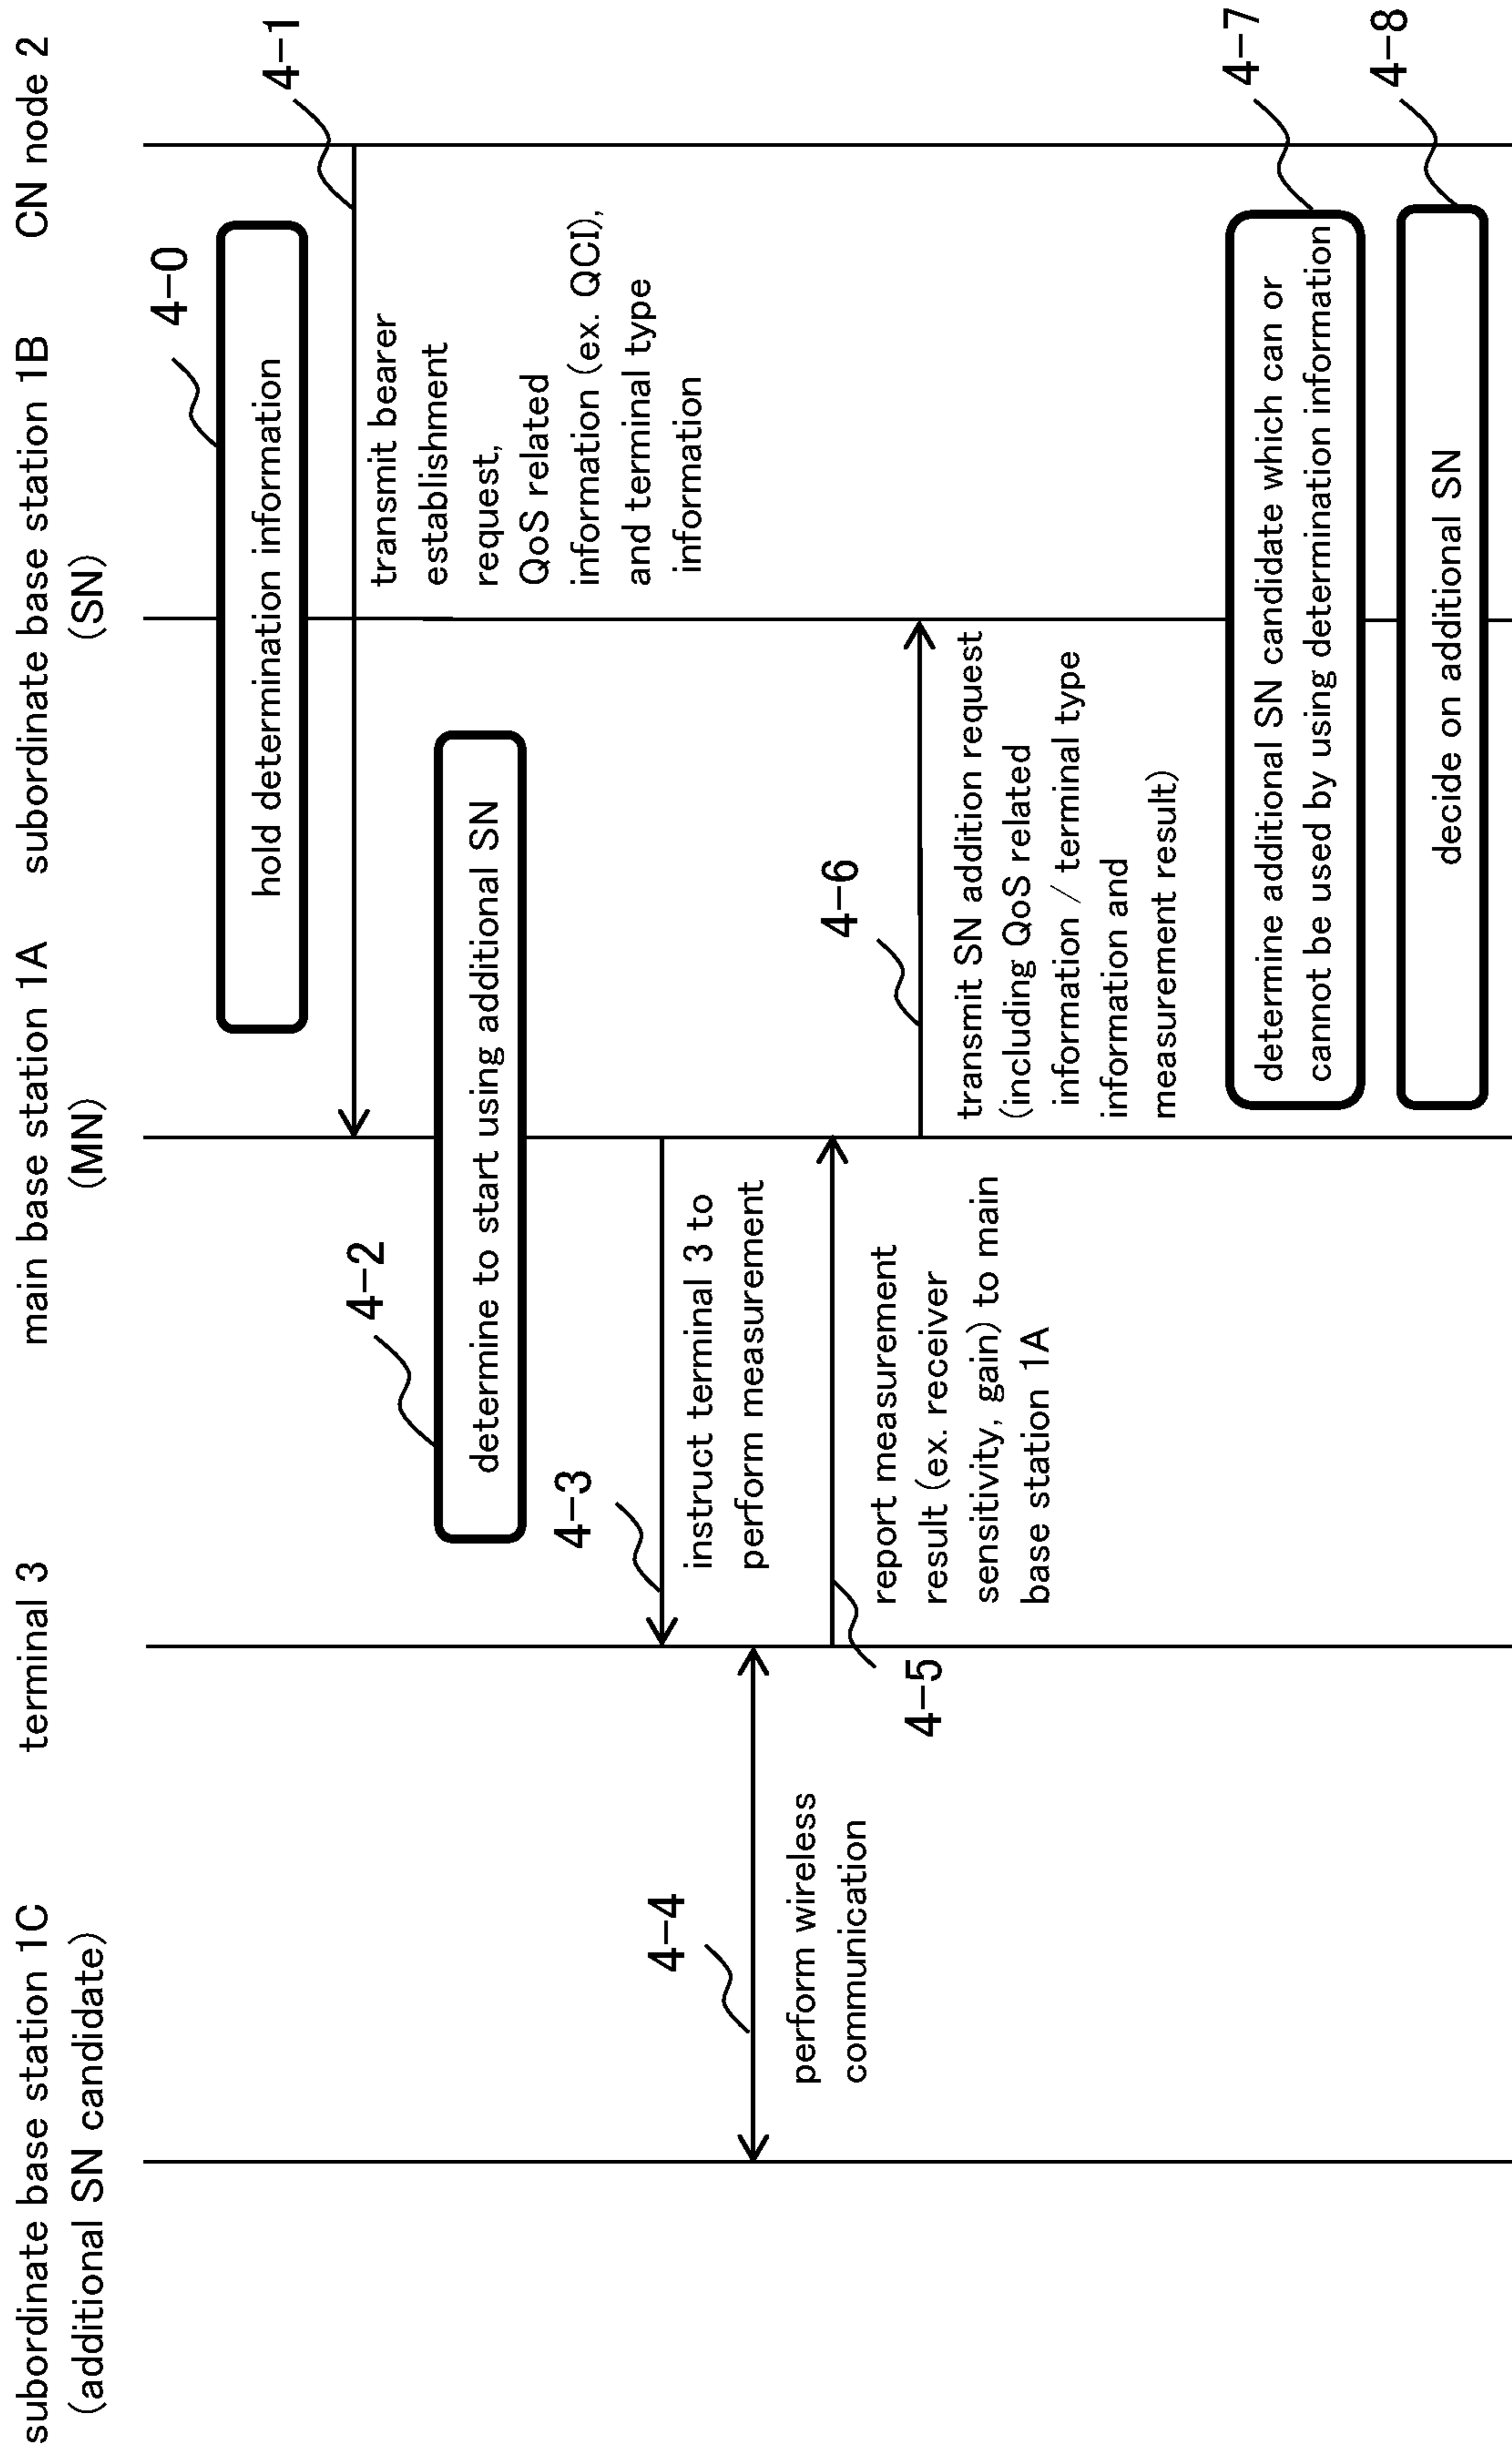 subordinate base station 1C
(additional SN candidate)
terminal 3
main base station 1A
(MN)
subordinate base station 1B
(SN)
CN node 2
4-0
hold determination information
4-1
transmit bearer
establishment
request,
QoS related
information (ex. QCI),
and terminal type
information
4-2
determine to start using additional SN
4-3
instruct terminal 3 to
perform measurement
4-4
perform wireless
communication
4-5
report measurement
result (ex. receiver
sensitivity, gain) to main
base station 1A
4-6
transmit SN addition request
(including QoS related
information / terminal type
information and
measurement result)
4-7
determine additional SN candidate which can or
cannot be used by using determination information
4-8
decide on additional SN